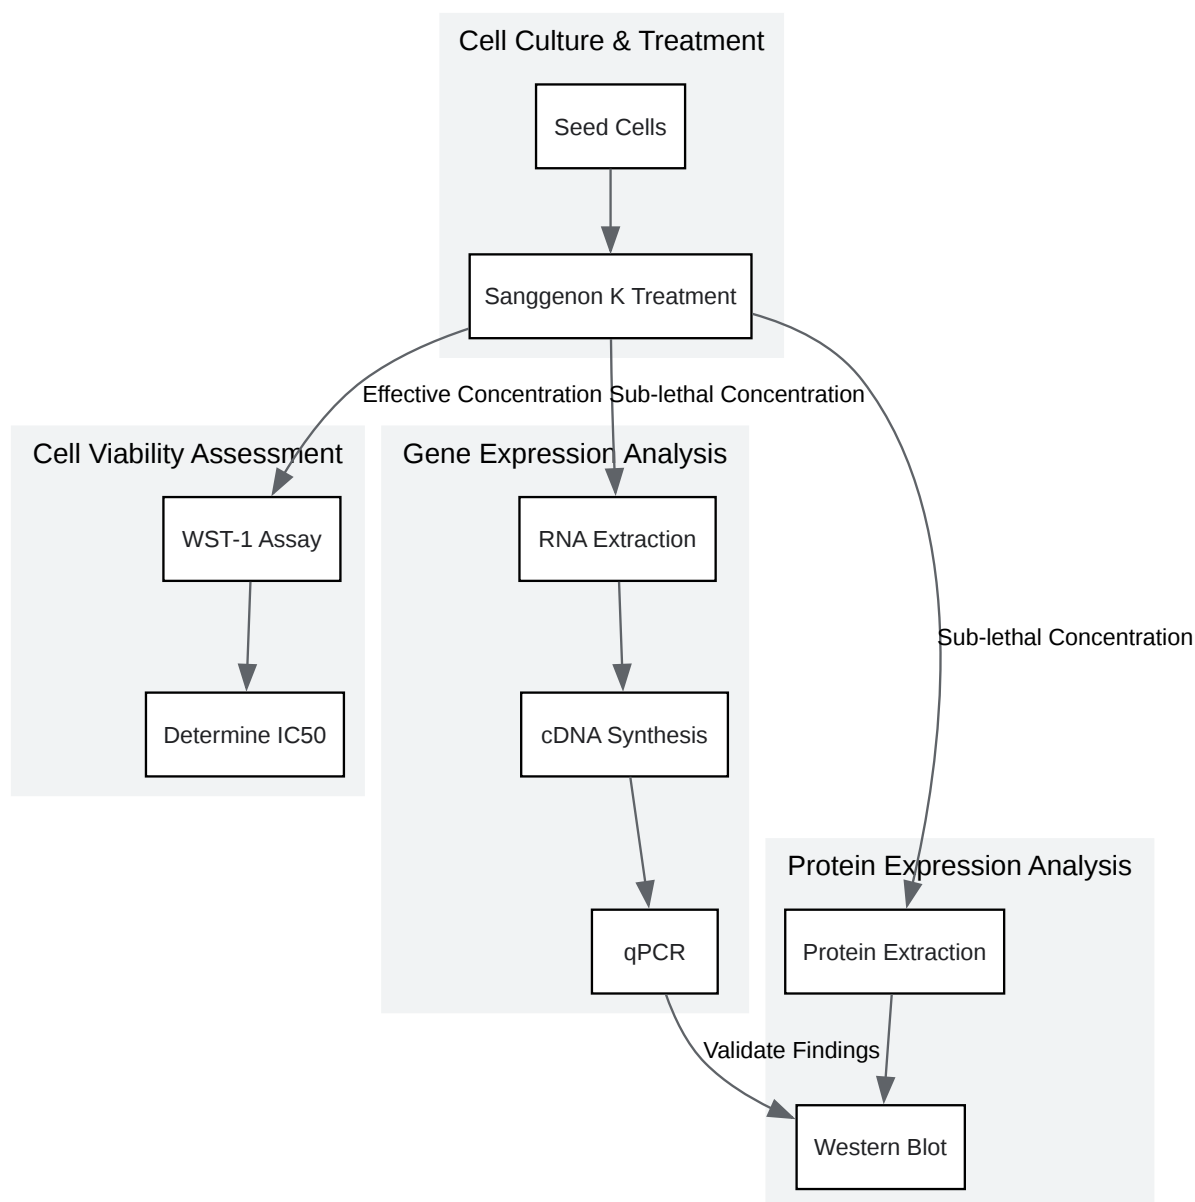 Cell Culture & Treatment
Seed Cells
Sanggenon K Treatment
Effective Concentration
Sub-lethal Concentration
Cell Viability Assessment
Gene Expression Analysis
WST-1 Assay
RNA Extraction
Sub-lethal Concentration
Determine IC50
cDNA Synthesis
Protein Expression Analysis
qPCR
Protein Extraction
Validate Findings
Western Blot